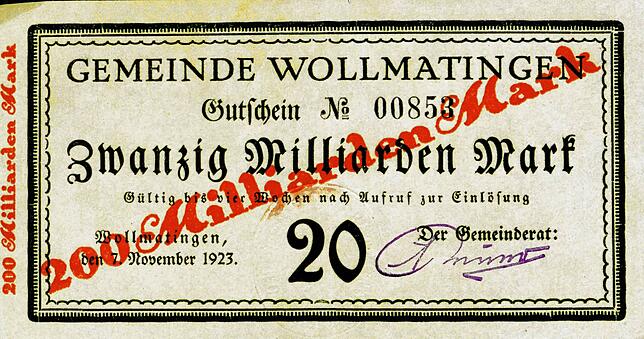 GEMEINDE WOLLMATINGEN
Gutschein № 00853
Zwanzig Milliarden Mark
Gültig bis vier Wochen nach Aufruf zur Einlösung
Wollmatingen,
den 7. November 1923.
20
Der Gemeinderat:
200 Milliarden Mark
200 Milliarden Mark